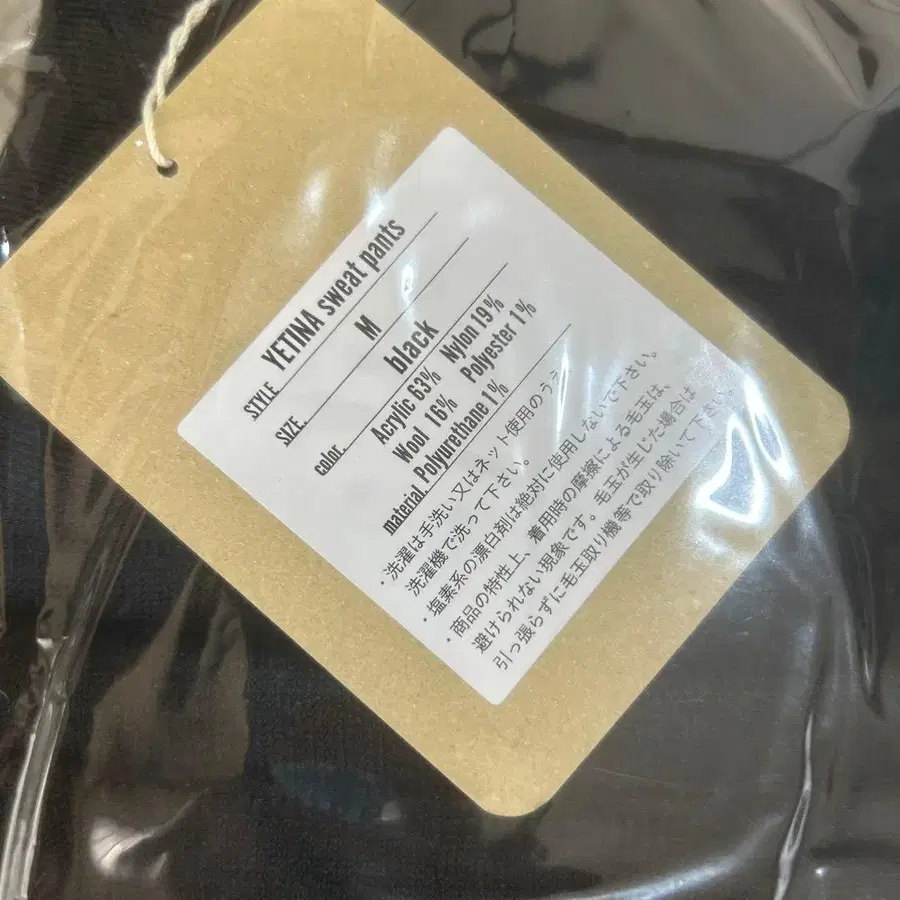 STYLE YETINA sweat pants
SIZE M
color black
Acrylic 63% Nylon 19%
Wool 16% Polyester 1%
material Polyurethane 1%
・洗濯は手洗い又はネット使用のうえ、
洗濯機で洗って下さい。
・塩素系の漂白剤は絶対に使用しないで下さい。
・商品の特性上、着用時の摩擦による毛玉は、
避けられない現象です。毛玉が生じた場合は
引っ張らずに毛玉取り機等で取り除いて下さい。